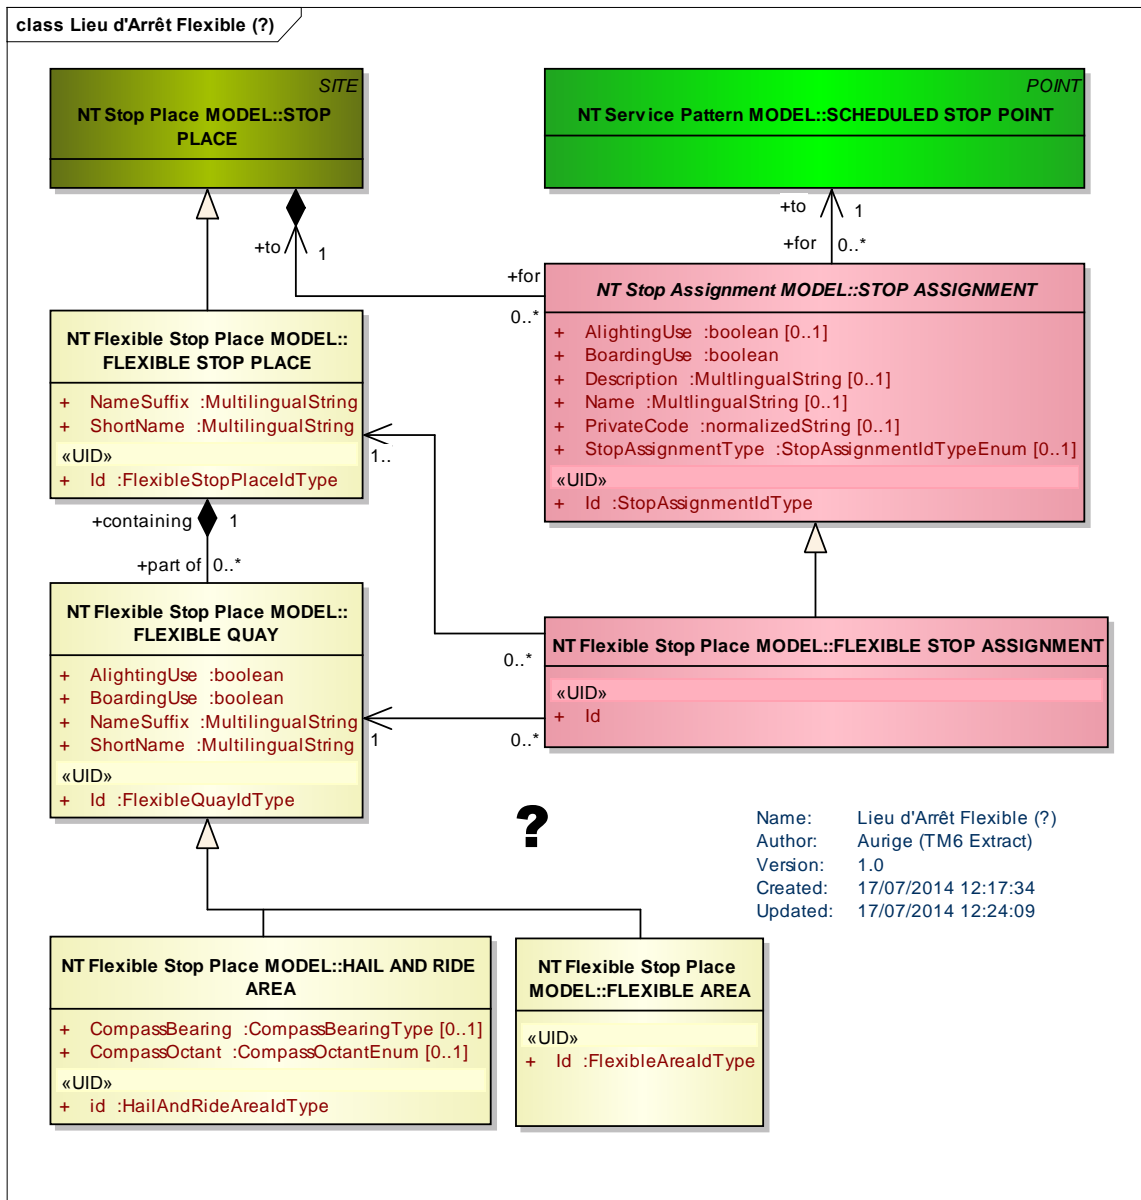 class Lieu d'Arrêt Flexible (?)
SITE
NT Stop Place MODEL::STOP
PLACE
POINT
NT Service Pattern MODEL::SCHEDULED STOP POINT
+to
1
+for
0..*
+to
1
+for
0..*
NT Stop Assignment MODEL::STOP ASSIGNMENT
+ AlightingUse :boolean [0..1]
+ BoardingUse :boolean
+ Description :MultlingualString [0..1]
+ Name :MultlingualString [0..1]
+ PrivateCode :normalizedString [0..1]
+ StopAssignmentType :StopAssignmentIdTypeEnum [0..1]
«UID»
+ Id :StopAssignmentIdType
NT Flexible Stop Place MODEL::
FLEXIBLE STOP PLACE
+ NameSuffix :MultilingualString
+ ShortName :MultilingualString
«UID»
+ Id :FlexibleStopPlaceIdType
1..
+containing
1
+part of
0..*
NT Flexible Stop Place MODEL::
FLEXIBLE QUAY
+ AlightingUse :boolean
+ BoardingUse :boolean
+ NameSuffix :MultilingualString
+ ShortName :MultilingualString
«UID»
+ Id :FlexibleQuayIdType
0..*
1
0..*
NT Flexible Stop Place MODEL::FLEXIBLE STOP ASSIGNMENT
«UID»
+ Id
?
Name: Lieu d'Arrêt Flexible (?)
Author: Aurige (TM6 Extract)
Version: 1.0
Created: 17/07/2014 12:17:34
Updated: 17/07/2014 12:24:09
NT Flexible Stop Place MODEL::HAIL AND RIDE
AREA
+ CompassBearing :CompassBearingType [0..1]
+ CompassOctant :CompassOctantEnum [0..1]
«UID»
+ id :HailAndRideAreaIdType
NT Flexible Stop Place
MODEL::FLEXIBLE AREA
«UID»
+ Id :FlexibleAreaIdType